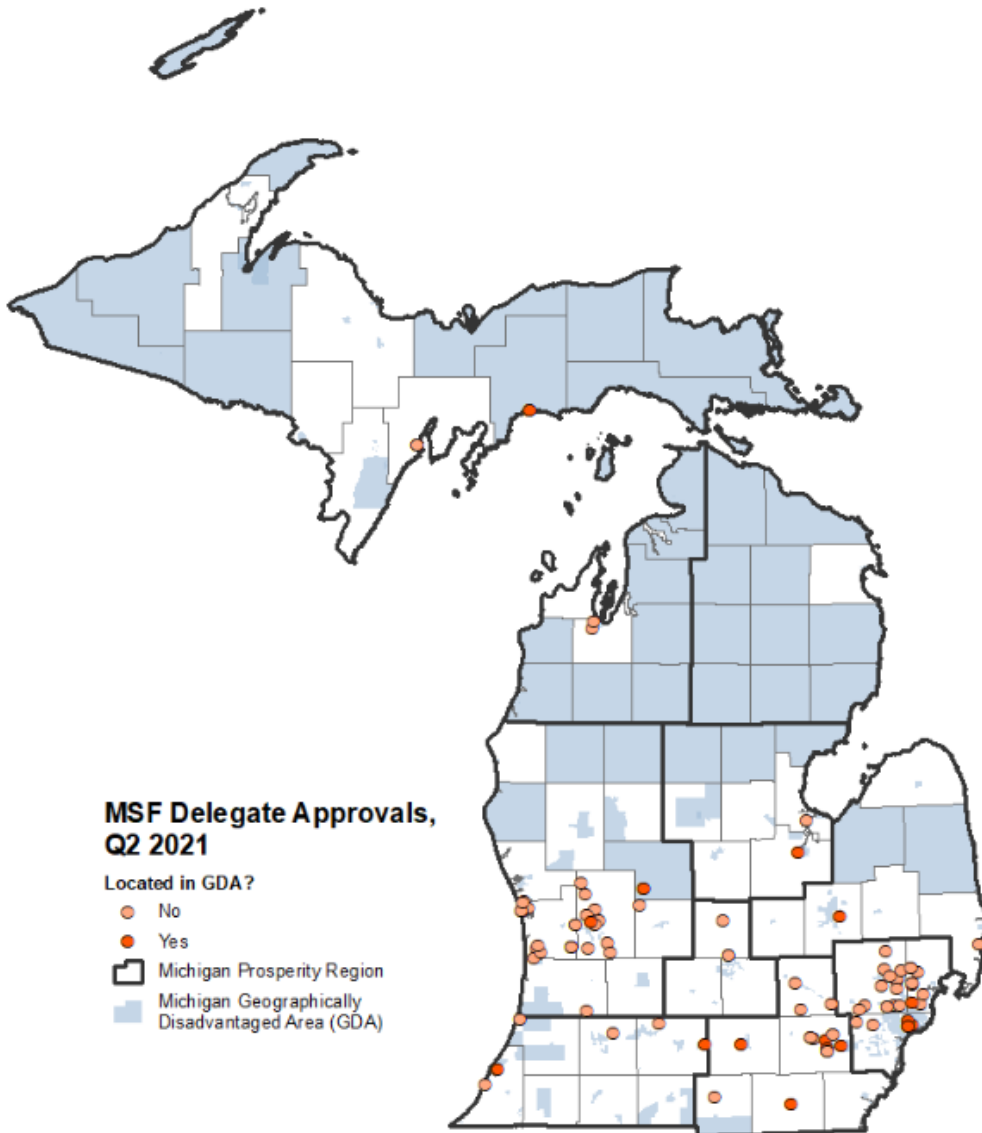 MSF Delegate Approvals,
Q2 2021
Located in GDA?
No
Yes
Michigan Prosperity Region
Michigan Geographically
Disadvantaged Area (GDA)